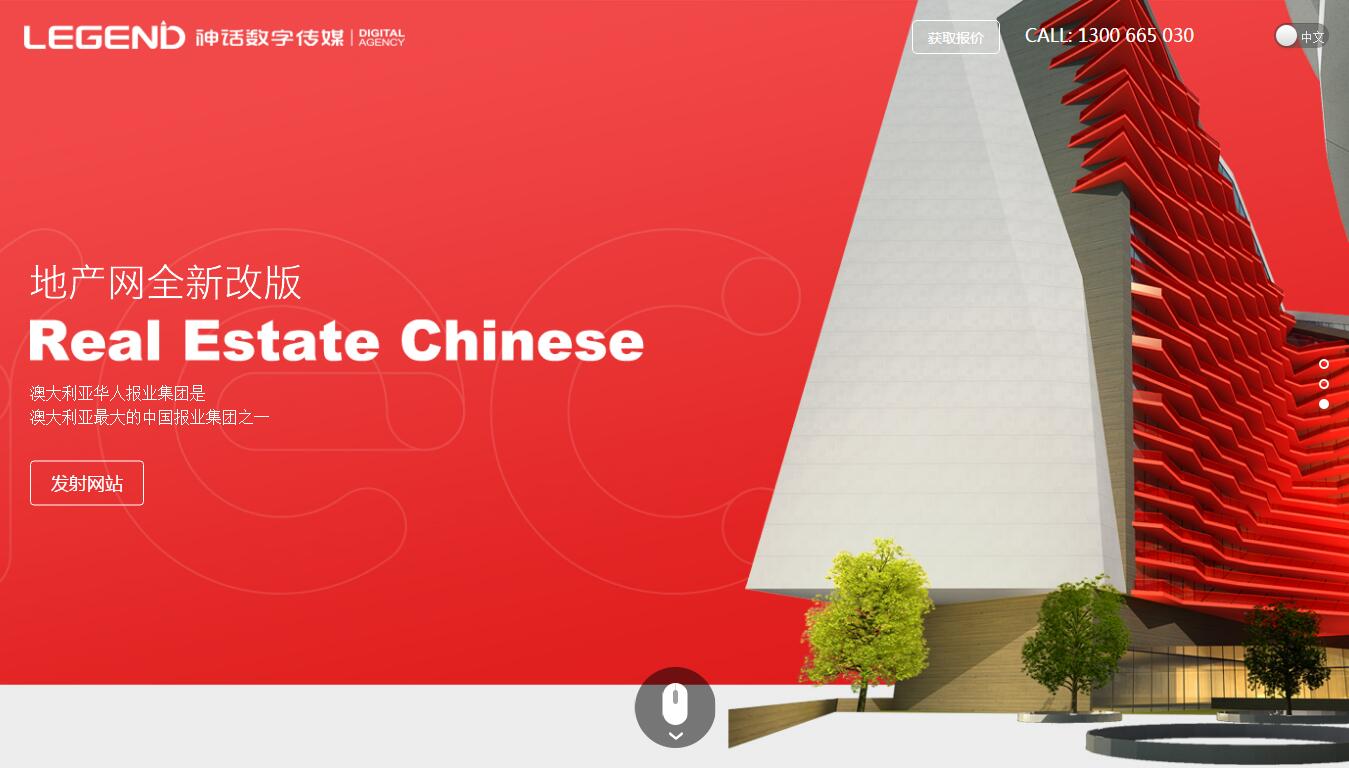 LEGEND 神话数字传媒 DIGITAL AGENCY
获取报价
CALL: 1300 665 030
中文
地产网全新改版
Real Estate Chinese
澳大利亚华人报业集团是
澳大利亚最大的中国报业集团之一
发射网站